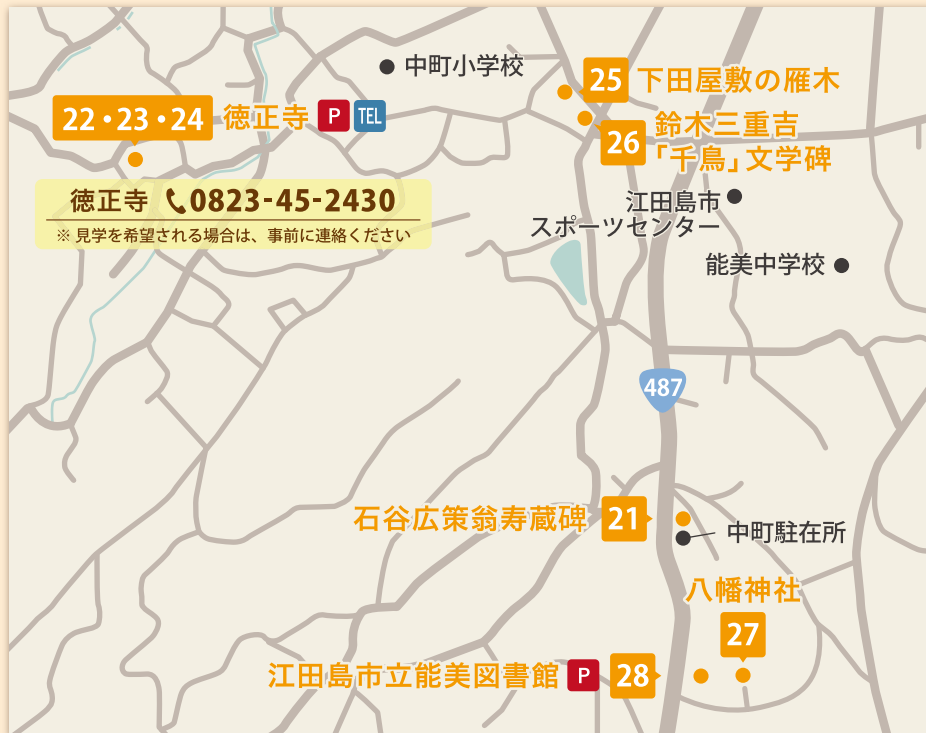 中町小学校
25 下田屋敷の雁木
22・23・24 徳正寺 P TEL
26 鈴木三重吉
「千鳥」文学碑
徳正寺 0823-45-2430
※ 見学を希望される場合は、事前に連絡ください
江田島市
スポーツセンター
能美中学校
487
石谷広策翁寿蔵碑 21
中町駐在所
八幡神社
27
江田島市立能美図書館 P 28